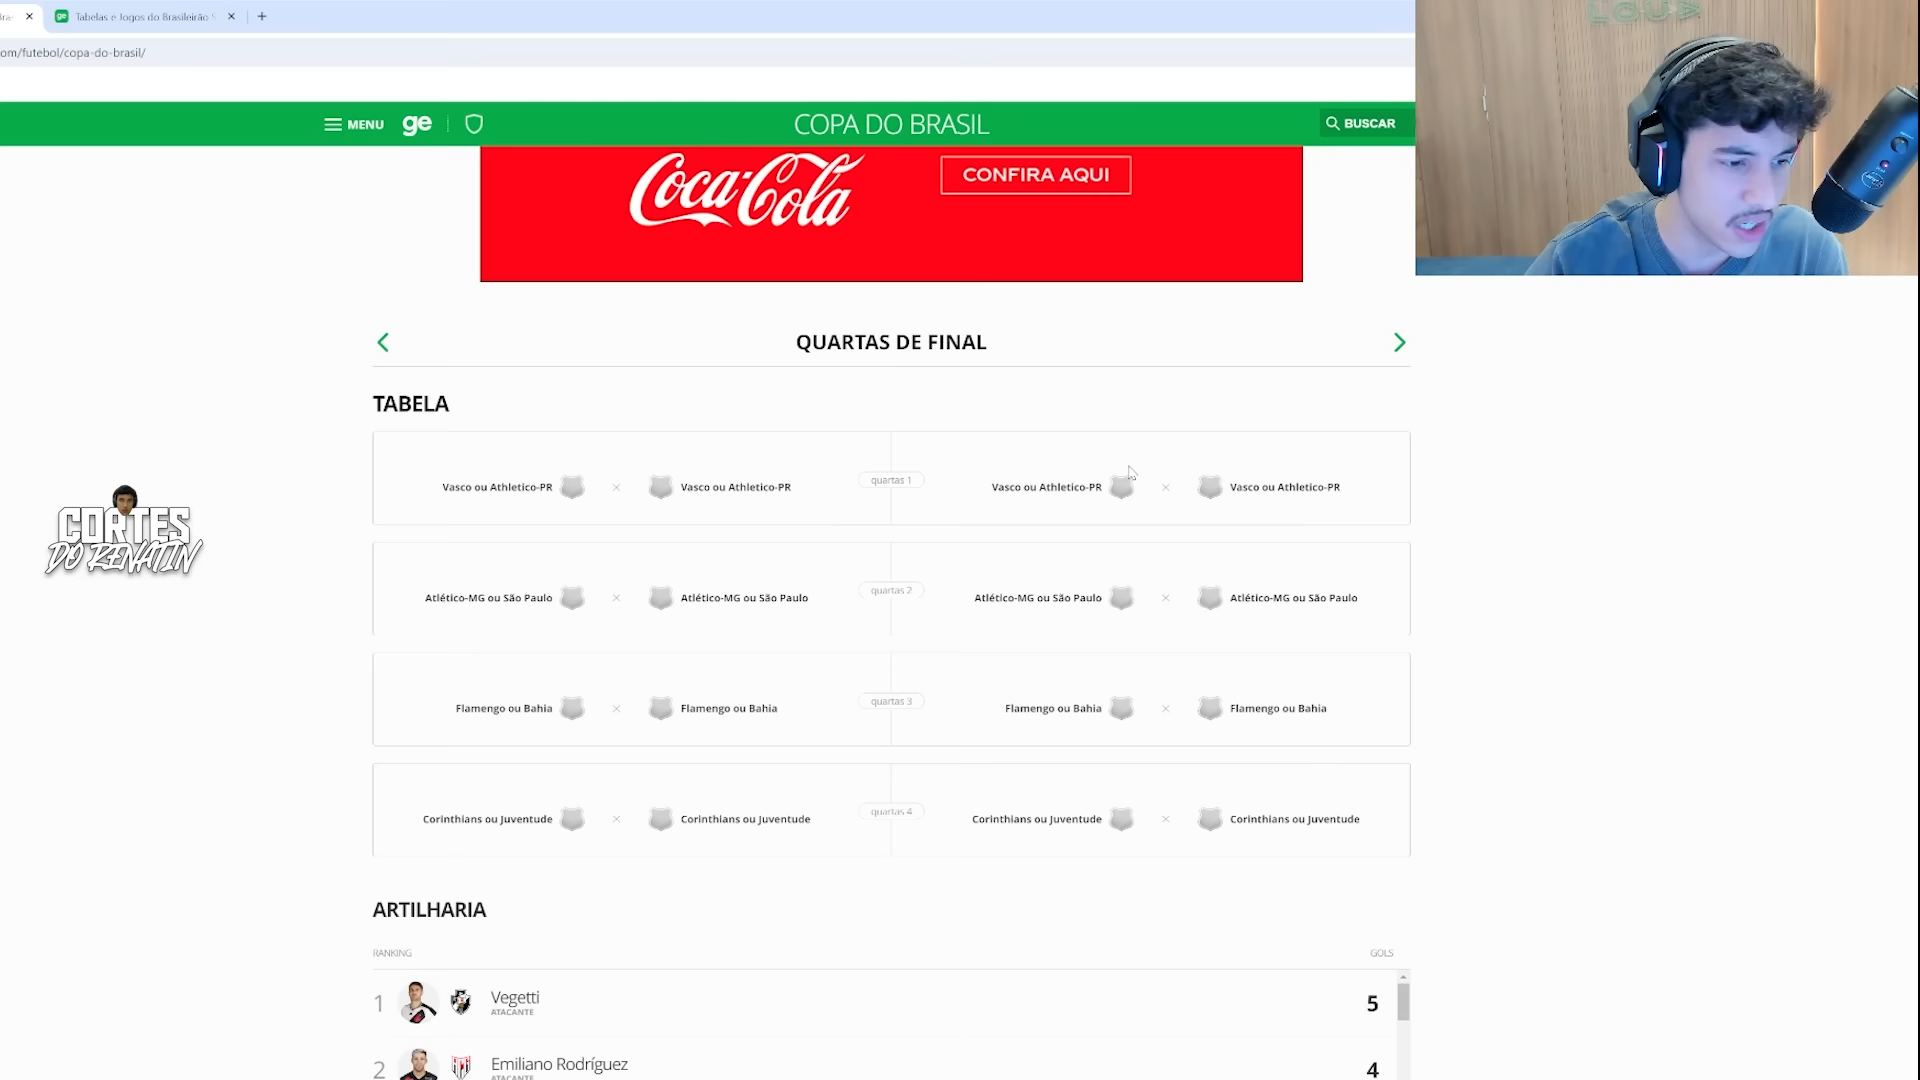 ge Tabelas e Jogos do Brasileirão S
om/futebol/copa-do-brasil/
MENU ge COPA DO BRASIL BUSCAR
Coca-Cola CONFIRA AQUI
QUARTAS DE FINAL
TABELA
Vasco ou Athletico-PR × Vasco ou Athletico-PR quartas 1 Vasco ou Athletico-PR × Vasco ou Athletico-PR
Atlético-MG ou São Paulo × Atlético-MG ou São Paulo quartas 2 Atlético-MG ou São Paulo × Atlético-MG ou São Paulo
Flamengo ou Bahia × Flamengo ou Bahia quartas 3 Flamengo ou Bahia × Flamengo ou Bahia
Corinthians ou Juventude × Corinthians ou Juventude quartas 4 Corinthians ou Juventude × Corinthians ou Juventude
CORTES
DO RENATIN
ARTILHARIA
RANKING GOLS
1 Vegetti 5
ATACANTE
2 Emiliano Rodríguez 4
ATACANTE